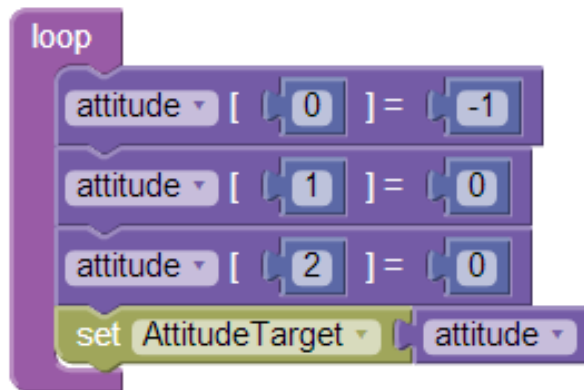 loop
attitude [ 0 ] = -1
attitude [ 1 ] = 0
attitude [ 2 ] = 0
set AttitudeTarget attitude